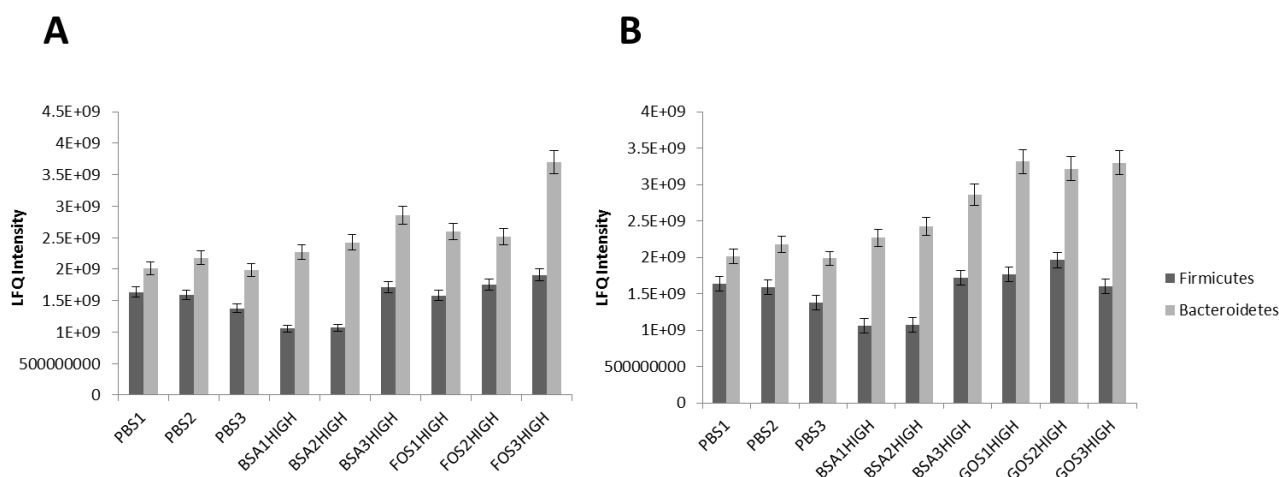 A
4.5E+09
4E+09
3.5E+09
3E+09
2.5E+09
2E+09
1.5E+09
1E+09
500000000
0
LFQ Intensity
PBS1
PBS2
PBS3
BSA1HIGH
BSA2HIGH
BSA3HIGH
FOS1HIGH
FOS2HIGH
FOS3HIGH
B
4E+09
3.5E+09
3E+09
2.5E+09
2E+09
1.5E+09
1E+09
500000000
0
LFQ Intensity
PBS1
PBS2
PBS3
BSA1HIGH
BSA2HIGH
BSA3HIGH
GOS1HIGH
GOS2HIGH
GOS3HIGH
Firmicutes
Bacteroidetes